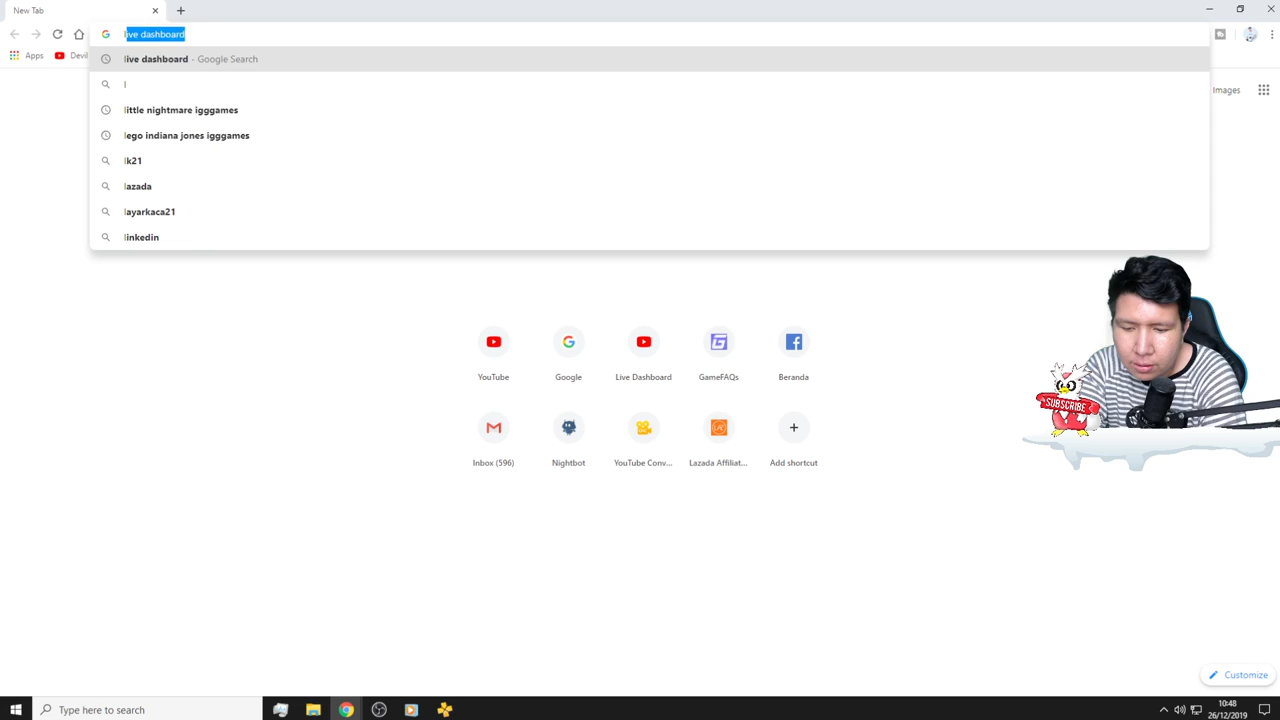 New Tab
live dashboard
Apps
Devil
live dashboard - Google Search
l
little nightmare igggames
lego indiana jones igggames
lk21
lazada
layarkaca21
linkedin
Images
YouTube
Google
Live Dashboard
GameFAQs
Beranda
Inbox (596)
Nightbot
YouTube Conv...
Lazada Affiliat...
Add shortcut
SUBSCRIBE
Customize
Type here to search
10:48
26/12/2019